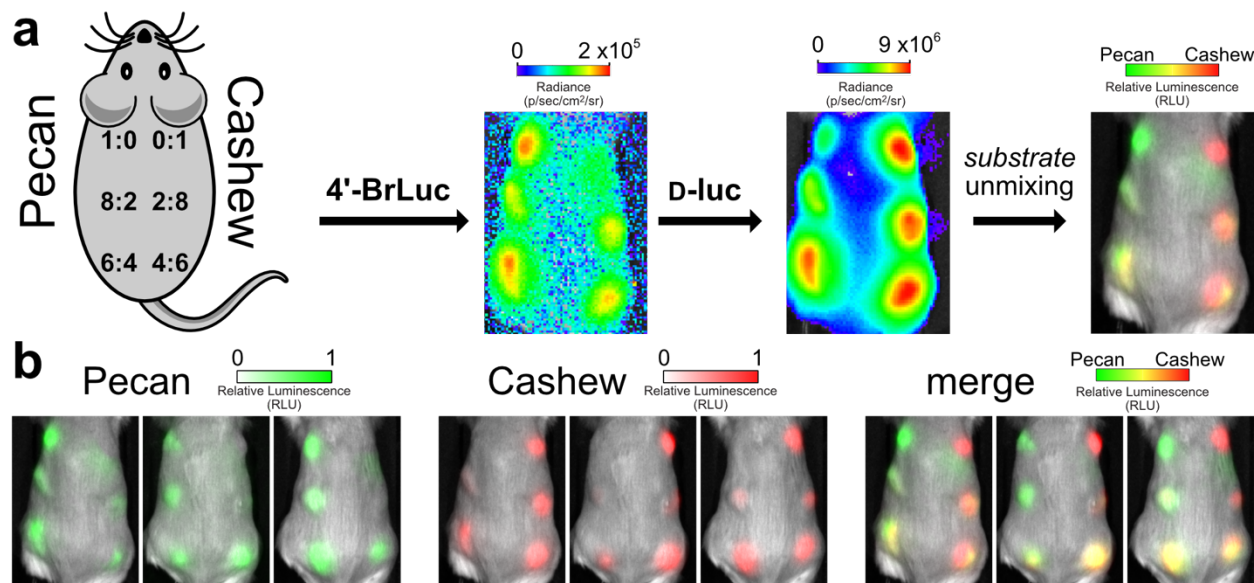 a
Pecan
Cashew
1:0 0:1
8:2 2:8
6:4 4:6
4'-BrLuc
0 2 x10⁵
Radiance
(p/sec/cm²/sr)
D-luc
0 9 x10⁶
Radiance
(p/sec/cm²/sr)
substrate
unmixing
Pecan Cashew
Relative Luminescence
(RLU)
b
Pecan
0 1
Relative Luminescence
(RLU)
Cashew
0 1
Relative Luminescence
(RLU)
merge
Pecan Cashew
Relative Luminescence
(RLU)